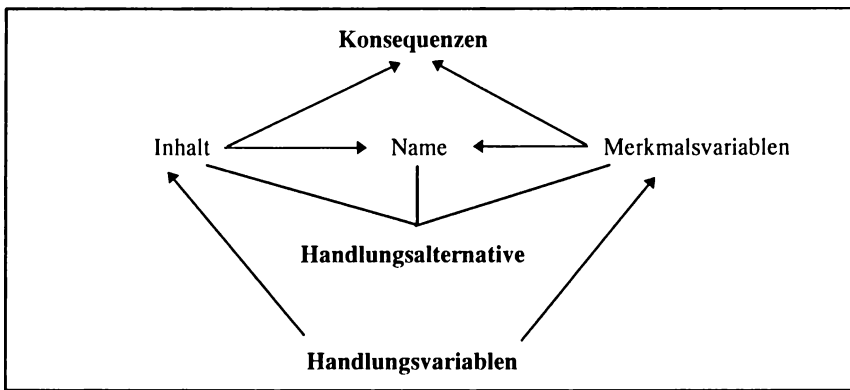 Konsequenzen
Inhalt Name Merkmalsvariablen
Handlungsalternative
Handlungsvariablen